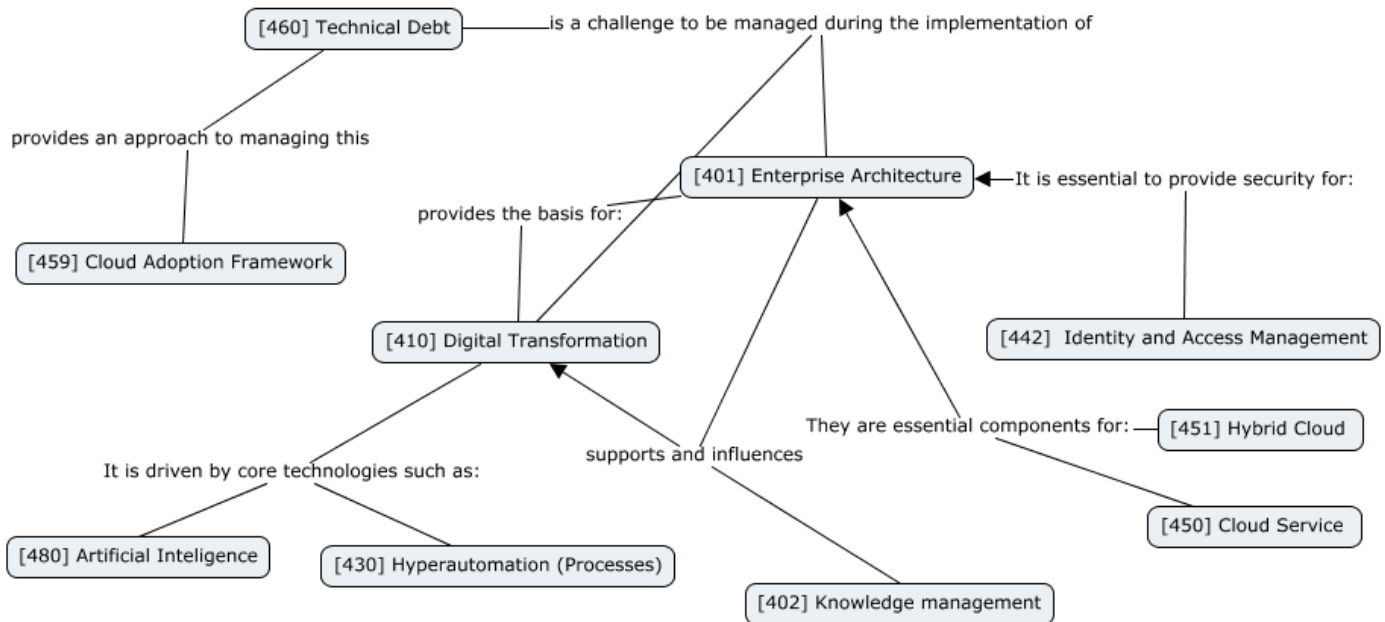 [460] Technical Debt
is a challenge to be managed during the implementation of
provides an approach to managing this
[401] Enterprise Architecture
It is essential to provide security for:
provides the basis for:
[459] Cloud Adoption Framework
[410] Digital Transformation
[442] Identity and Access Management
They are essential components for:
[451] Hybrid Cloud
supports and influences
It is driven by core technologies such as:
[450] Cloud Service
[480] Artificial Inteligence
[430] Hyperautomation (Processes)
[402] Knowledge management